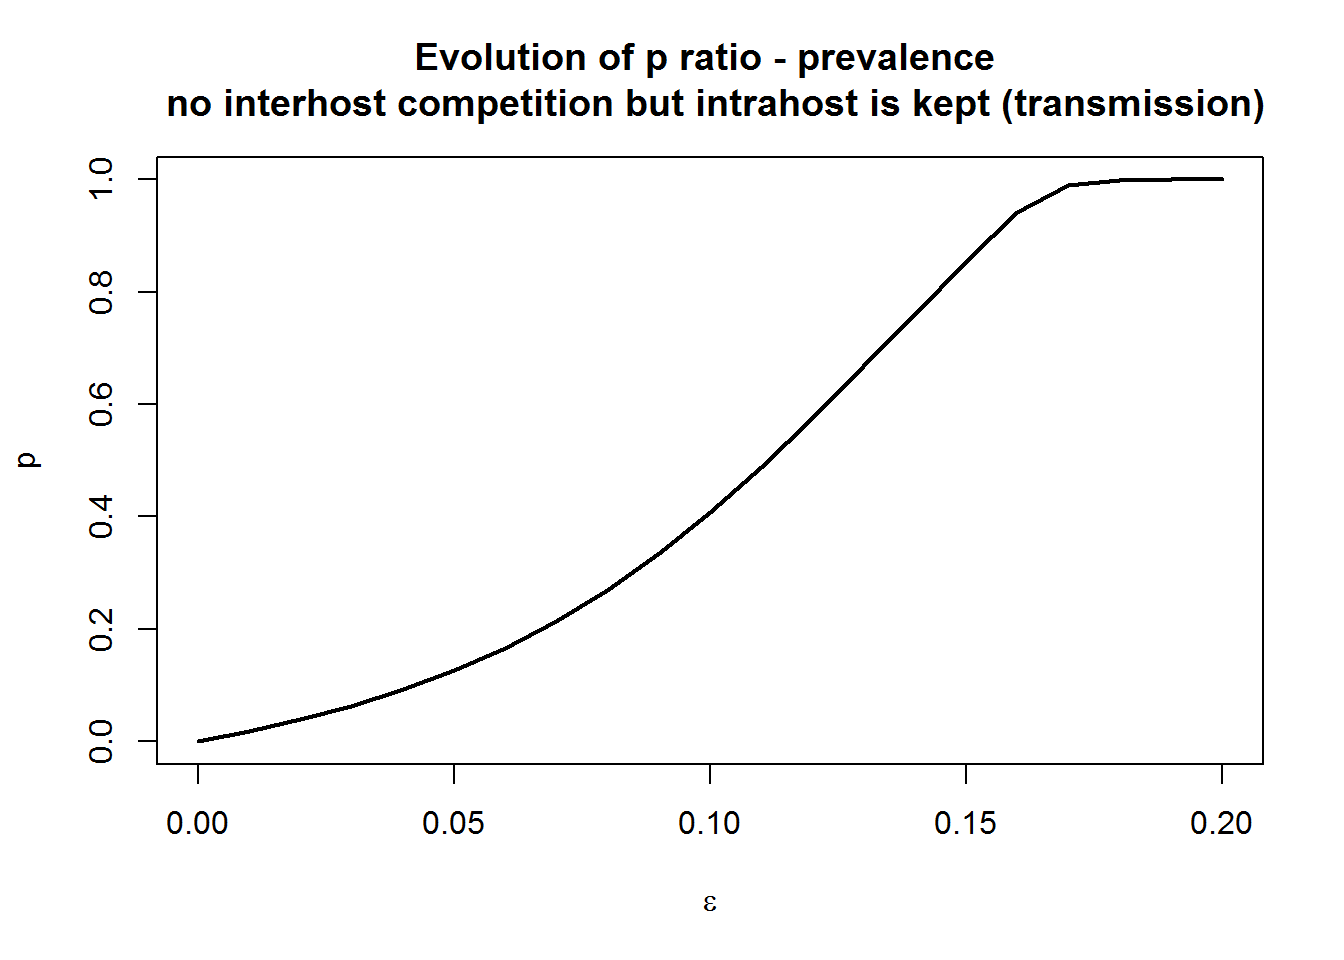 Evolution of p ratio - prevalence
no interhost competition but intrahost is kept (transmission)
1.0
0.8
0.6
0.4
0.2
0.0
p
0.00 0.05 0.10 0.15 0.20
ε